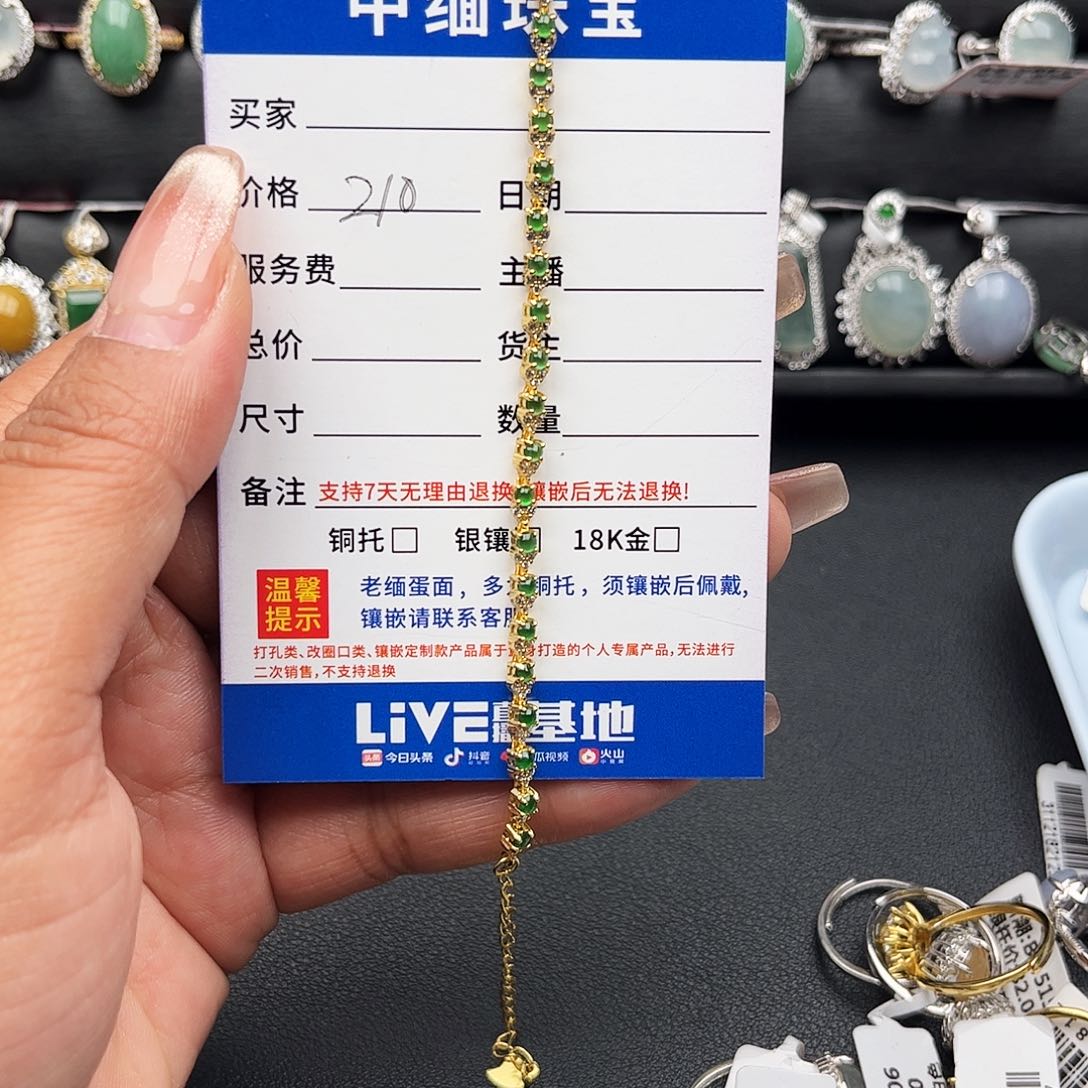 中缅珠宝
买家
价格 210 日期
服务费 主播
总价 货主
尺寸 数量
备注 支持7天无理由退换 镶嵌后无法退换!
铜托□ 银镶□ 18K金□
温馨提示
老缅蛋面，多 铜托，须镶嵌后佩戴,
镶嵌请联系客服
打孔类、改圈口类、镶嵌定制款产品属于 打造的个人专属产品,无法进行
二次销售,不支持退换
LiVE 基地
头条 今日头条 抖音 瓜视频 火山